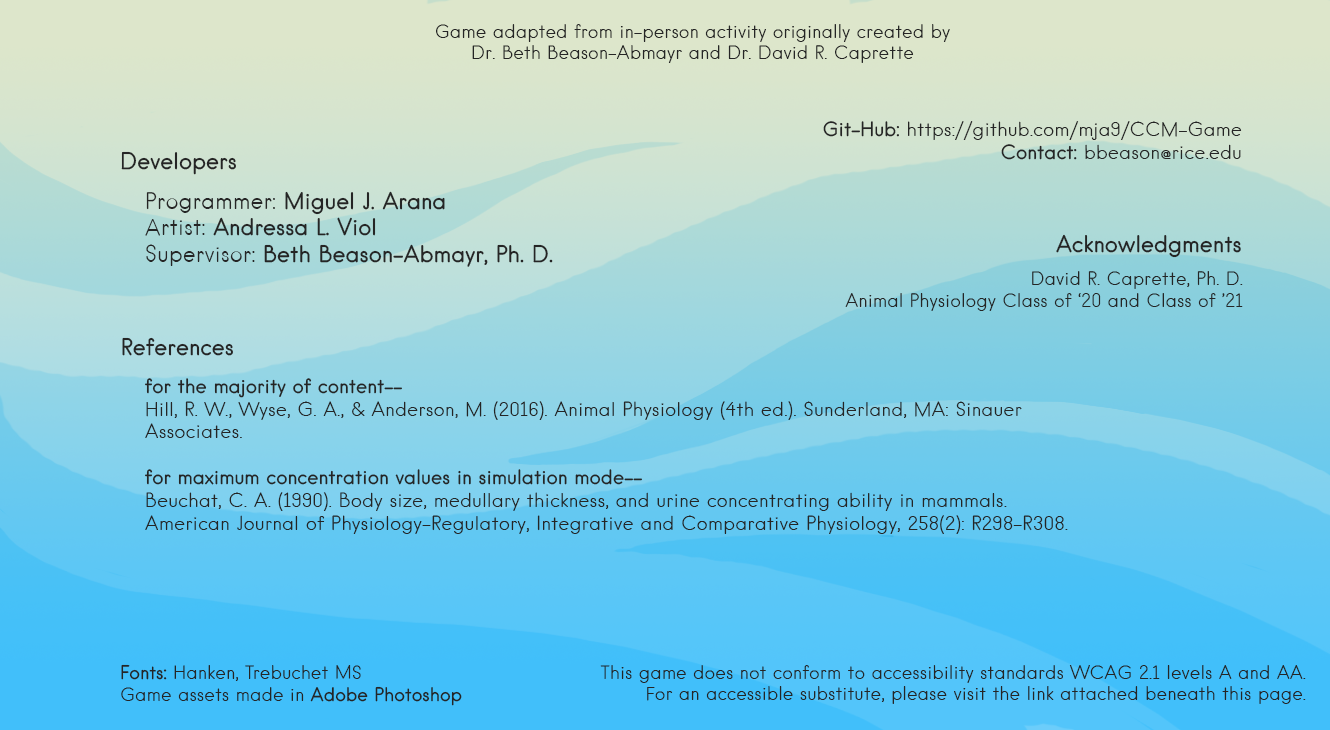 Game adapted from in-person activity originally created by
Dr. Beth Beason-Abmayr and Dr. David R. Caprette
Git-Hub: https://github.com/mja9/CCM-Game
Contact: bbeason@rice.edu
Developers
Programmer: Miguel J. Arana
Artist: Andressa L. Viol
Supervisor: Beth Beason-Abmayr, Ph. D.
Acknowledgments
David R. Caprette, Ph. D.
Animal Physiology Class of ‘20 and Class of ’21
References
for the majority of content--
Hill, R. W., Wyse, G. A., & Anderson, M. (2016). Animal Physiology (4th ed.). Sunderland, MA: Sinauer
Associates.
for maximum concentration values in simulation mode--
Beuchat, C. A. (1990). Body size, medullary thickness, and urine concentrating ability in mammals.
American Journal of Physiology-Regulatory, Integrative and Comparative Physiology, 258(2): R298-R308.
Fonts: Hanken, Trebuchet MS
Game assets made in Adobe Photoshop
This game does not conform to accessibility standards WCAG 2.1 levels A and AA.
For an accessible substitute, please visit the link attached beneath this page.